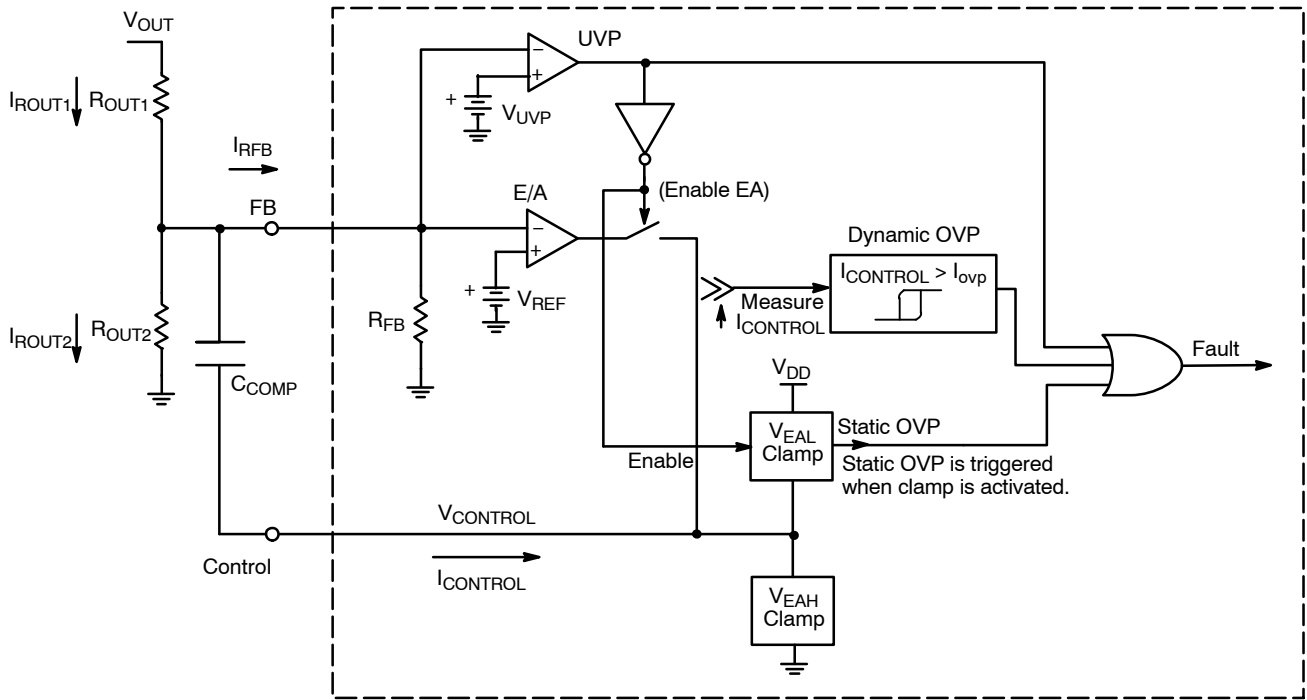 VOUT
IROUT1
ROUT1
IRFB
FB
IROUT2
ROUT2
CCOMP
Control
UVP
−
+
+
VUVP
(Enable EA)
E/A
−
+
+
VREF
RFB
Dynamic OVP
ICONTROL > Iovp
Measure
ICONTROL
Fault
VDD
VEAL
Clamp
Static OVP
Static OVP is triggered
when clamp is activated.
Enable
VCONTROL
ICONTROL
VEAH
Clamp